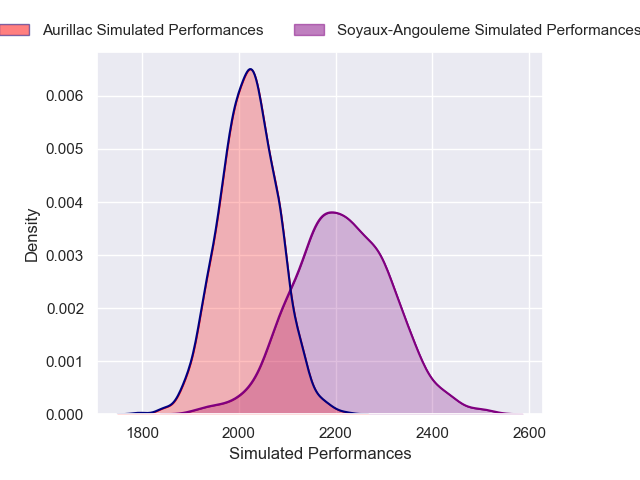 Aurillac Simulated Performances Soyaux-Angouleme Simulated Performances
0.006
0.005
0.004
0.003
0.002
0.001
0.000
Density
1800 2000 2200 2400 2600
Simulated Performances